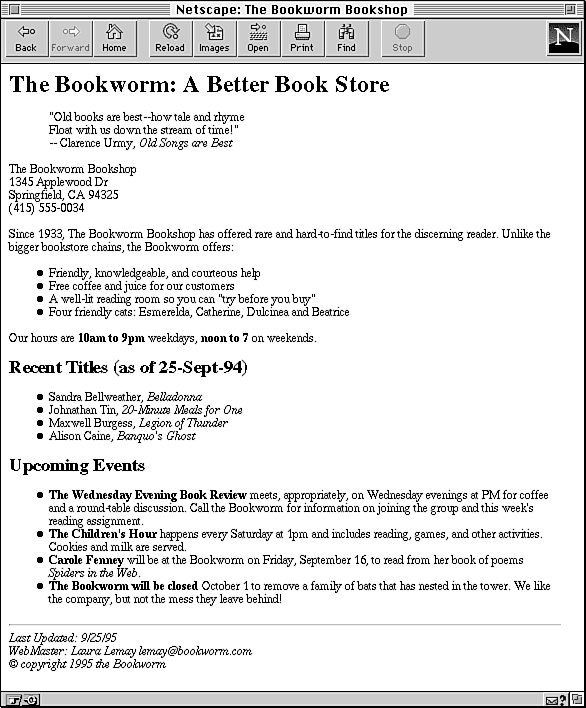 Netscape: The Bookworm Bookshop
Back Forward Home Reload Images Open Print Find Stop N
The Bookworm: A Better Book Store
"Old books are best--how tale and rhyme
Float with us down the stream of time!"
-- Clarence Urmy, Old Songs are Best
The Bookworm Bookshop
1345 Applewood Dr
Springfield, CA 94325
(415) 555-0034
Since 1933, The Bookworm Bookshop has offered rare and hard-to-find titles for the discerning reader. Unlike the
bigger bookstore chains, the Bookworm offers:
● Friendly, knowledgeable, and courteous help
● Free coffee and juice for our customers
● A well-lit reading room so you can "try before you buy"
● Four friendly cats: Esmerelda, Catherine, Dulcinea and Beatrice
Our hours are 10am to 9pm weekdays, noon to 7 on weekends.
Recent Titles (as of 25-Sept-94)
● Sandra Bellweather, Belladonna
● Johnathan Tin, 20-Minute Meals for One
● Maxwell Burgess, Legion of Thunder
● Alison Caine, Banquo's Ghost
Upcoming Events
● The Wednesday Evening Book Review meets, appropriately, on Wednesday evenings at PM for coffee
and a round-table discussion. Call the Bookworm for information on joining the group and this week's
reading assignment.
● The Children's Hour happens every Saturday at 1pm and includes reading, games, and other activities.
Cookies and milk are served.
● Carole Fenney will be at the Bookworm on Friday, September 16, to read from her book of poems
Spiders in the Web.
● The Bookworm will be closed October 1 to remove a family of bats that has nested in the tower. We like
the company, but not the mess they leave behind!
Last Updated: 9/25/95
WebMaster: Laura Lemay lemay@bookworm.com
© copyright 1995 the Bookworm